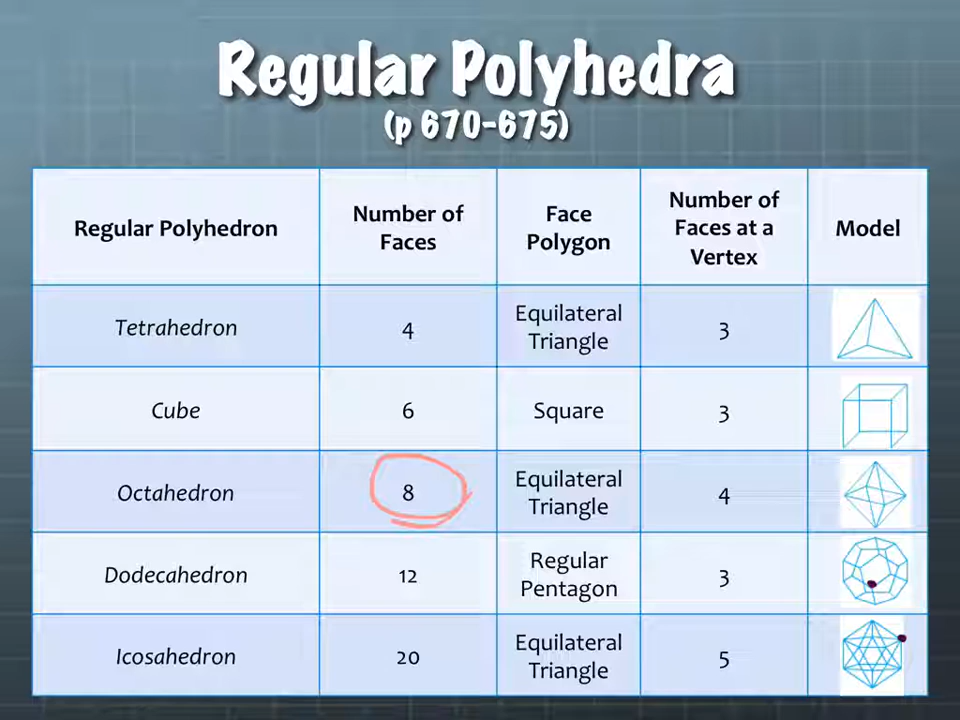 Regular Polyhedra
(p 670-675)
Regular Polyhedron
Number of
Faces
Face
Polygon
Number of
Faces at a
Vertex
Model
Tetrahedron
4
Equilateral
Triangle
3
Cube
6
Square
3
Octahedron
8
Equilateral
Triangle
4
Dodecahedron
12
Regular
Pentagon
3
Icosahedron
20
Equilateral
Triangle
5